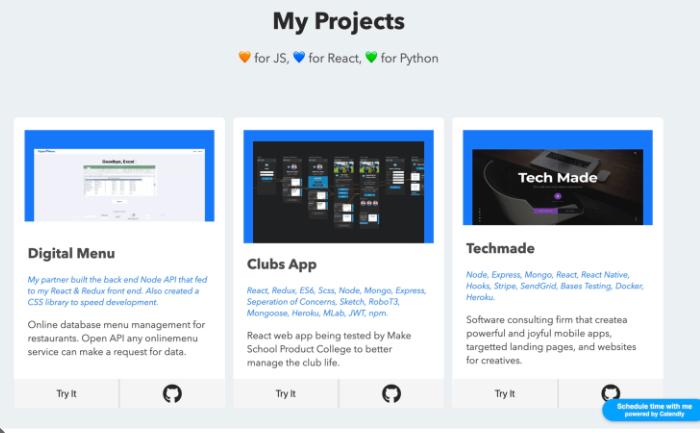 My Projects
🧡 for JS, 💙 for React, 💚 for Python
Goodbye, Excel
Tech Made
Digital Menu
My partner built the back end Node API that fed
to my React & Redux front end. Also created a
CSS library to speed development.
Online database menu management for
restaurants. Open API any onlinemenu
service can make a request for data.
Try It
Clubs App
React, Redux, ES6, Scss, Node, Mongo, Express,
Seperation of Concerns, Sketch, RoboT3,
Mongoose, Heroku, MLab, JWT, npm.
React web app being tested by Make
School Product College to better
manage the club life.
Try It
Techmade
Node, Express, Mongo, React, React Native,
Hooks, Stripe, SendGrid, Bases Testing, Docker,
Heroku.
Software consulting firm that createa
powerful and joyful mobile apps,
targetted landing pages, and websites
for creatives.
Try It
Schedule time with me
powered by Calendly